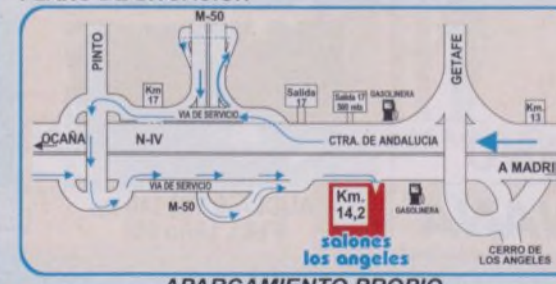 M-50
PINTO
Km
17
Salida
17
Salida 17
500 mts
GASOLINERA
GETAFE
Km.
13
VIA DE SERVICIO
OCAÑA
N-IV
CTRA. DE ANDALUCIA
A MADRI
VIA DE SERVICIO
M-50
Km.
14,2
GASOLINERA
salones
los angeles
CERRO DE
LOS ANGELES
APARCAMIENTO PROPIO